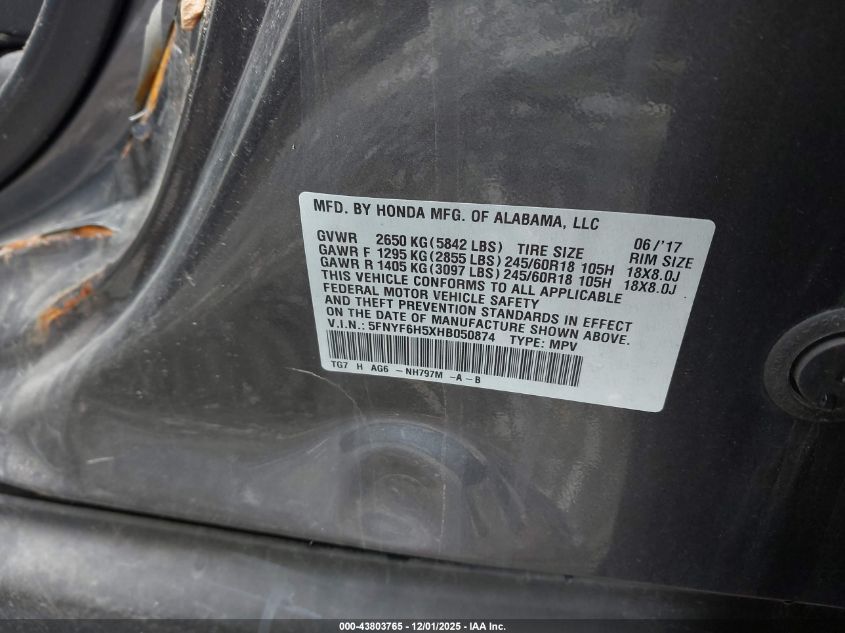 MFD. BY HONDA MFG. OF ALABAMA, LLC
GVWR 2650 KG (5842 LBS) TIRE SIZE 06/'17 RIM SIZE
GAWR F 1295 KG (2855 LBS) 245/60R18 105H 18X8.0J
GAWR R 1405 KG (3097 LBS) 245/60R18 105H 18X8.0J
THIS VEHICLE CONFORMS TO ALL APPLICABLE
FEDERAL MOTOR VEHICLE SAFETY
AND THEFT PREVENTION STANDARDS IN EFFECT
ON THE DATE OF MANUFACTURE SHOWN ABOVE.
V.I.N.: 5FNYF6H5XHB050874 TYPE: MPV
TG7 H AG6 -NH797M -A-B
000-43803765 - 12/01/2025 - IAA Inc.